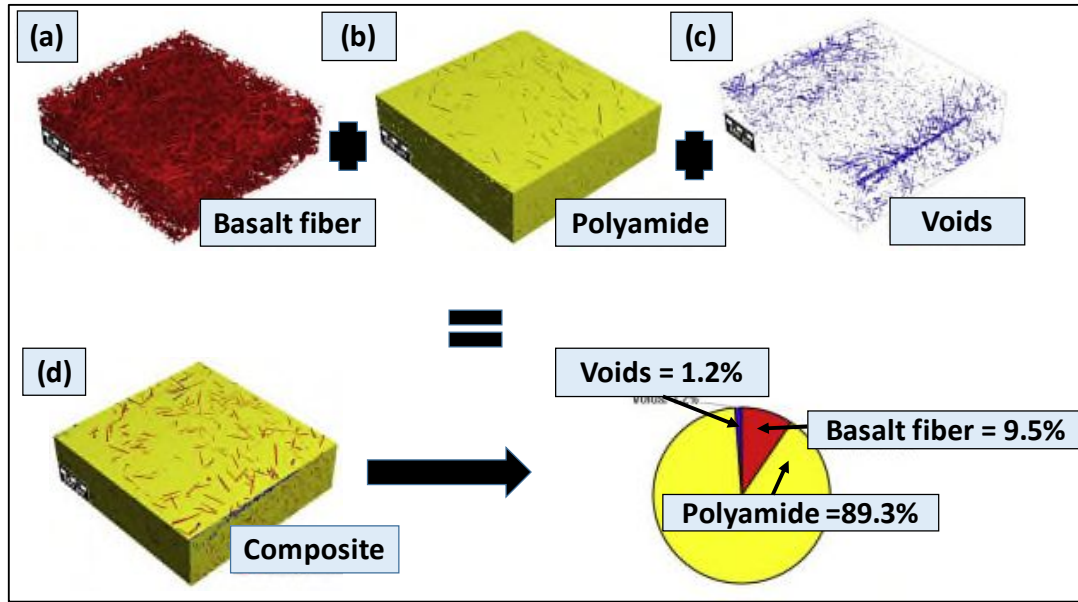 (a)
(b)
(c)
Basalt fiber
Polyamide
Voids
(d)
Composite
Voids = 1.2%
Basalt fiber = 9.5%
Polyamide =89.3%